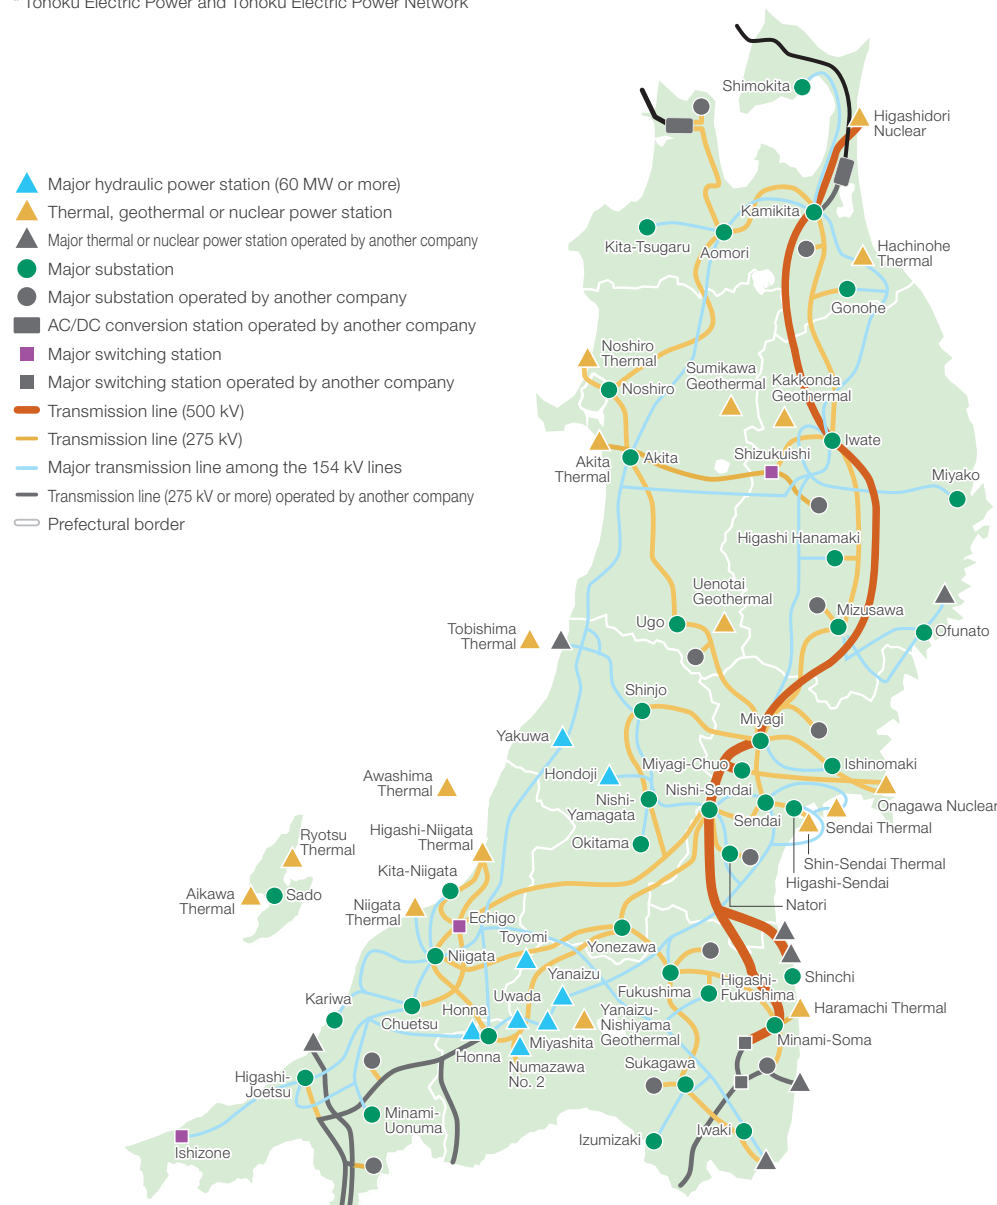 * Tohoku Electric Power and Tohoku Electric Power Network
Major hydraulic power station (60 MW or more)
Thermal, geothermal or nuclear power station
Major thermal or nuclear power station operated by another company
Major substation
Major substation operated by another company
AC/DC conversion station operated by another company
Major switching station
Major switching station operated by another company
Transmission line (500 kV)
Transmission line (275 kV)
Major transmission line among the 154 kV lines
Transmission line (275 kV or more) operated by another company
Prefectural border
Shimokita
Higashidori
Nuclear
Kamikita
Kita-Tsugaru
Aomori
Hachinohe
Thermal
Gonohe
Noshiro
Thermal
Noshiro
Sumikawa
Geothermal
Kakkonda
Geothermal
Akita
Thermal
Akita
Shizukuishi
Iwate
Miyako
Higashi Hanamaki
Uenotai
Geothermal
Mizusawa
Ugo
Ofunato
Tobishima
Thermal
Shinjo
Miyagi
Yakuwa
Miyagi-Chuo
Ishinomaki
Hondoji
Nishi-Sendai
Awashima
Thermal
Nishi-
Yamagata
Onagawa Nuclear
Sendai
Sendai Thermal
Okitama
Higashi-Niigata
Thermal
Ryotsu
Thermal
Shin-Sendai Thermal
Kita-Niigata
Higashi-Sendai
Aikawa
Thermal
Sado
Niigata
Thermal
Natori
Echigo
Toyomi
Yonezawa
Niigata
Yanaizu
Shinchi
Fukushima
Higashi-
Fukushima
Kariwa
Uwada
Chuetsu
Honna
Yanaizu-
Nishiyama
Geothermal
Haramachi Thermal
Miyashita
Minami-Soma
Honna
Numazawa
No. 2
Sukagawa
Higashi-
Joetsu
Minami-
Uonuma
Ishizone
Izumizaki
Iwaki